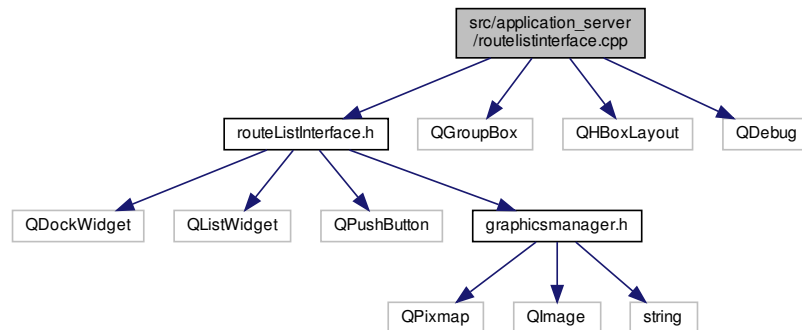 src/application_server
/routelistinterface.cpp
routeListInterface.h
QGroupBox
QHBoxLayout
QDebug
QDockWidget
QListWidget
QPushButton
graphicsmanager.h
QPixmap
QImage
string